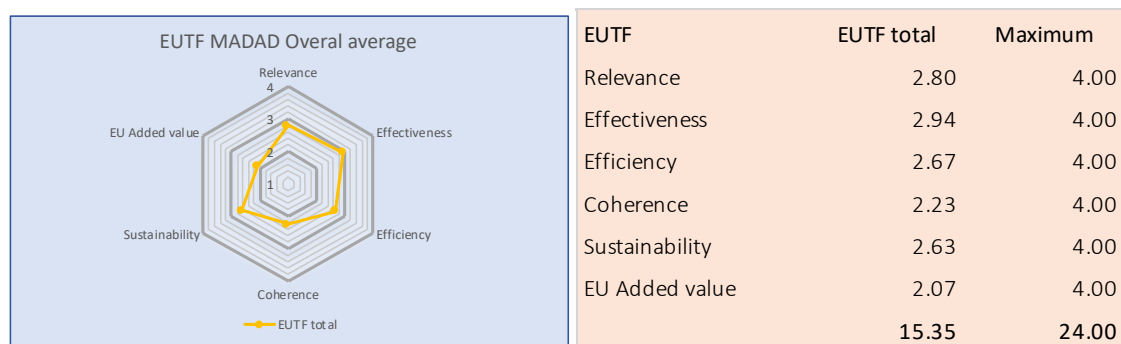 EUTF MADAD Overal average
Relevance
4
3
2
1
EU Added value
Effectiveness
Sustainability
Efficiency
Coherence
EUTF total
EUTF EUTF total Maximum
Relevance 2.80 4.00
Effectiveness 2.94 4.00
Efficiency 2.67 4.00
Coherence 2.23 4.00
Sustainability 2.63 4.00
EU Added value 2.07 4.00
15.35 24.00